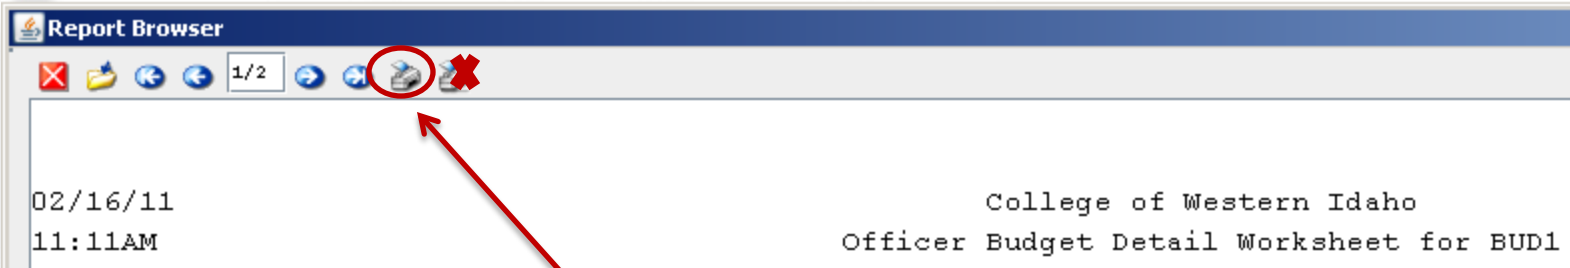 Report Browser
1/2
02/16/11 College of Western Idaho
11:11AM Officer Budget Detail Worksheet for BUD1